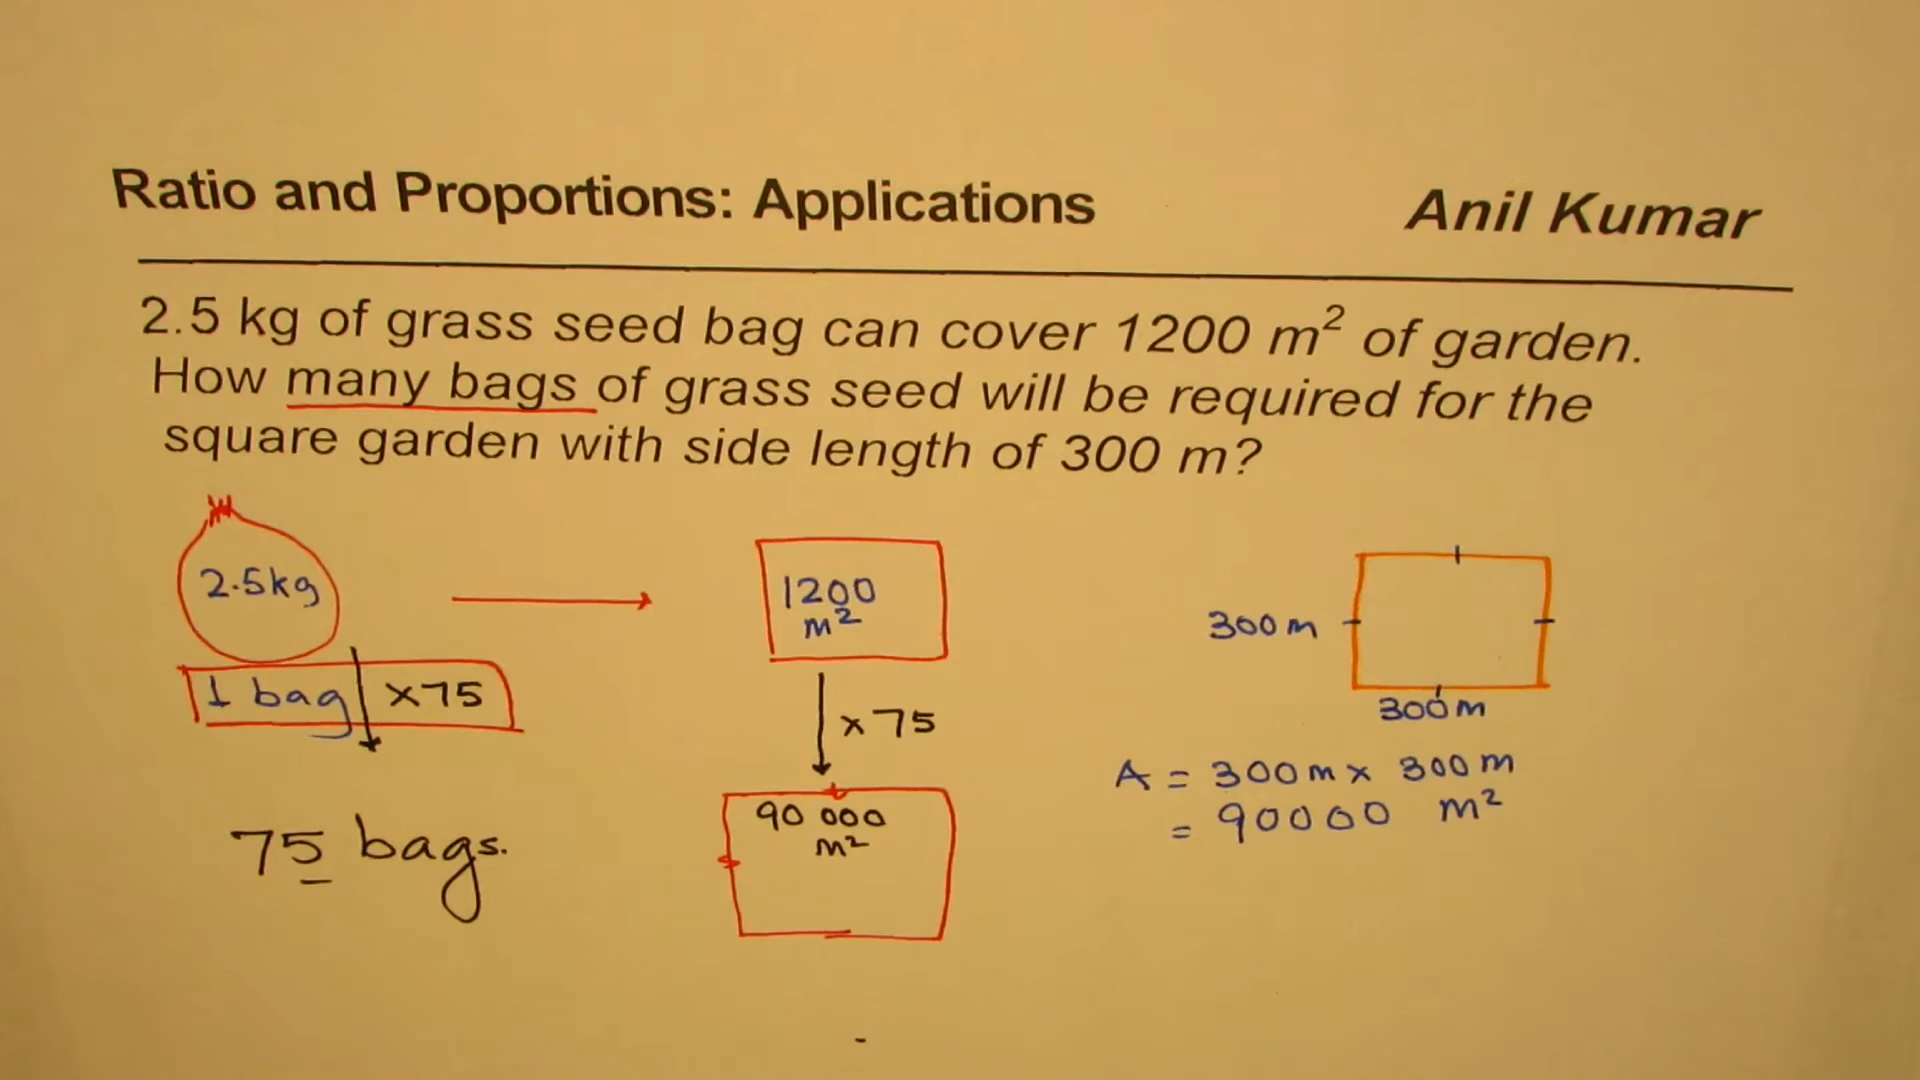 Ratio and Proportions: Applications
Anil Kumar
2.5 kg of grass seed bag can cover 1200 m² of garden.
How many bags of grass seed will be required for the
square garden with side length of 300 m?
2.5kg
1 bag
x75
75 bags.
1200
m²
x75
90 000
m²
300m
300m
A = 300m x 300m
= 90000 m²